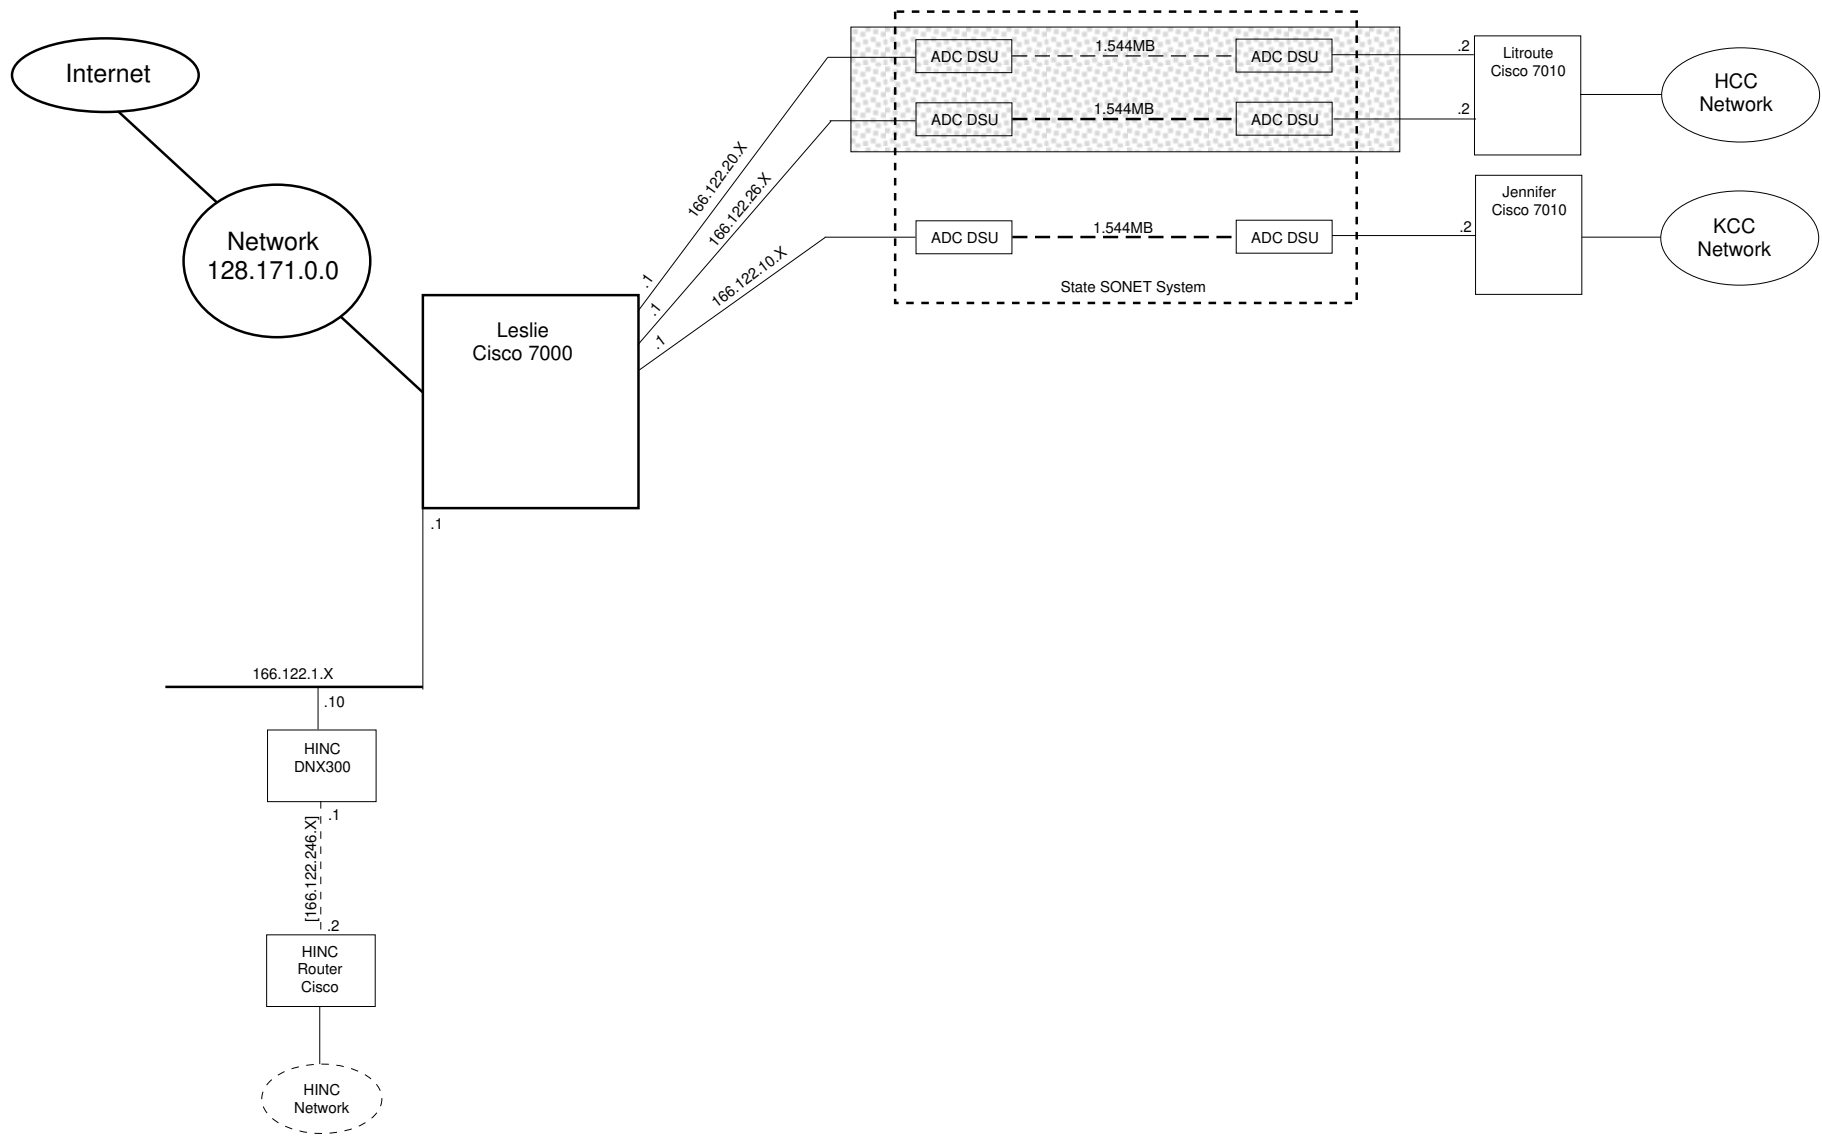 Internet
Network
128.171.0.0
Leslie
Cisco 7000
.1
166.122.20.X
.1
166.122.26.X
.1
166.122.10.X
.1
ADC DSU
1.544MB
ADC DSU
.2
ADC DSU
1.544MB
ADC DSU
.2
ADC DSU
1.544MB
ADC DSU
.2
State SONET System
Litroute
Cisco 7010
HCC
Network
Jennifer
Cisco 7010
KCC
Network
166.122.1.X
.10
HINC
DNX300
.1
[166.122.246.X]
.2
HINC
Router
Cisco
HINC
Network